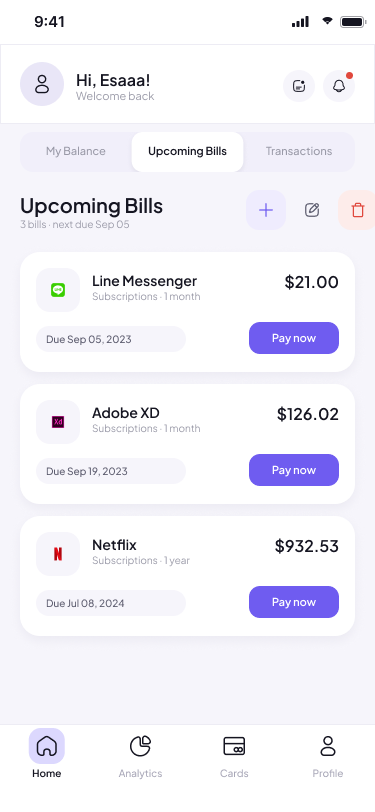 9:41
Hi, Esaaa!
Welcome back
My Balance
Upcoming Bills
Transactions
Upcoming Bills
3 bills · next due Sep 05
Line Messenger
$21.00
Subscriptions · 1 month
Due Sep 05, 2023
Pay now
Xd
Adobe XD
$126.02
Subscriptions · 1 month
Due Sep 19, 2023
Pay now
N
Netflix
$932.53
Subscriptions · 1 year
Due Jul 08, 2024
Pay now
Home
Analytics
Cards
Profile